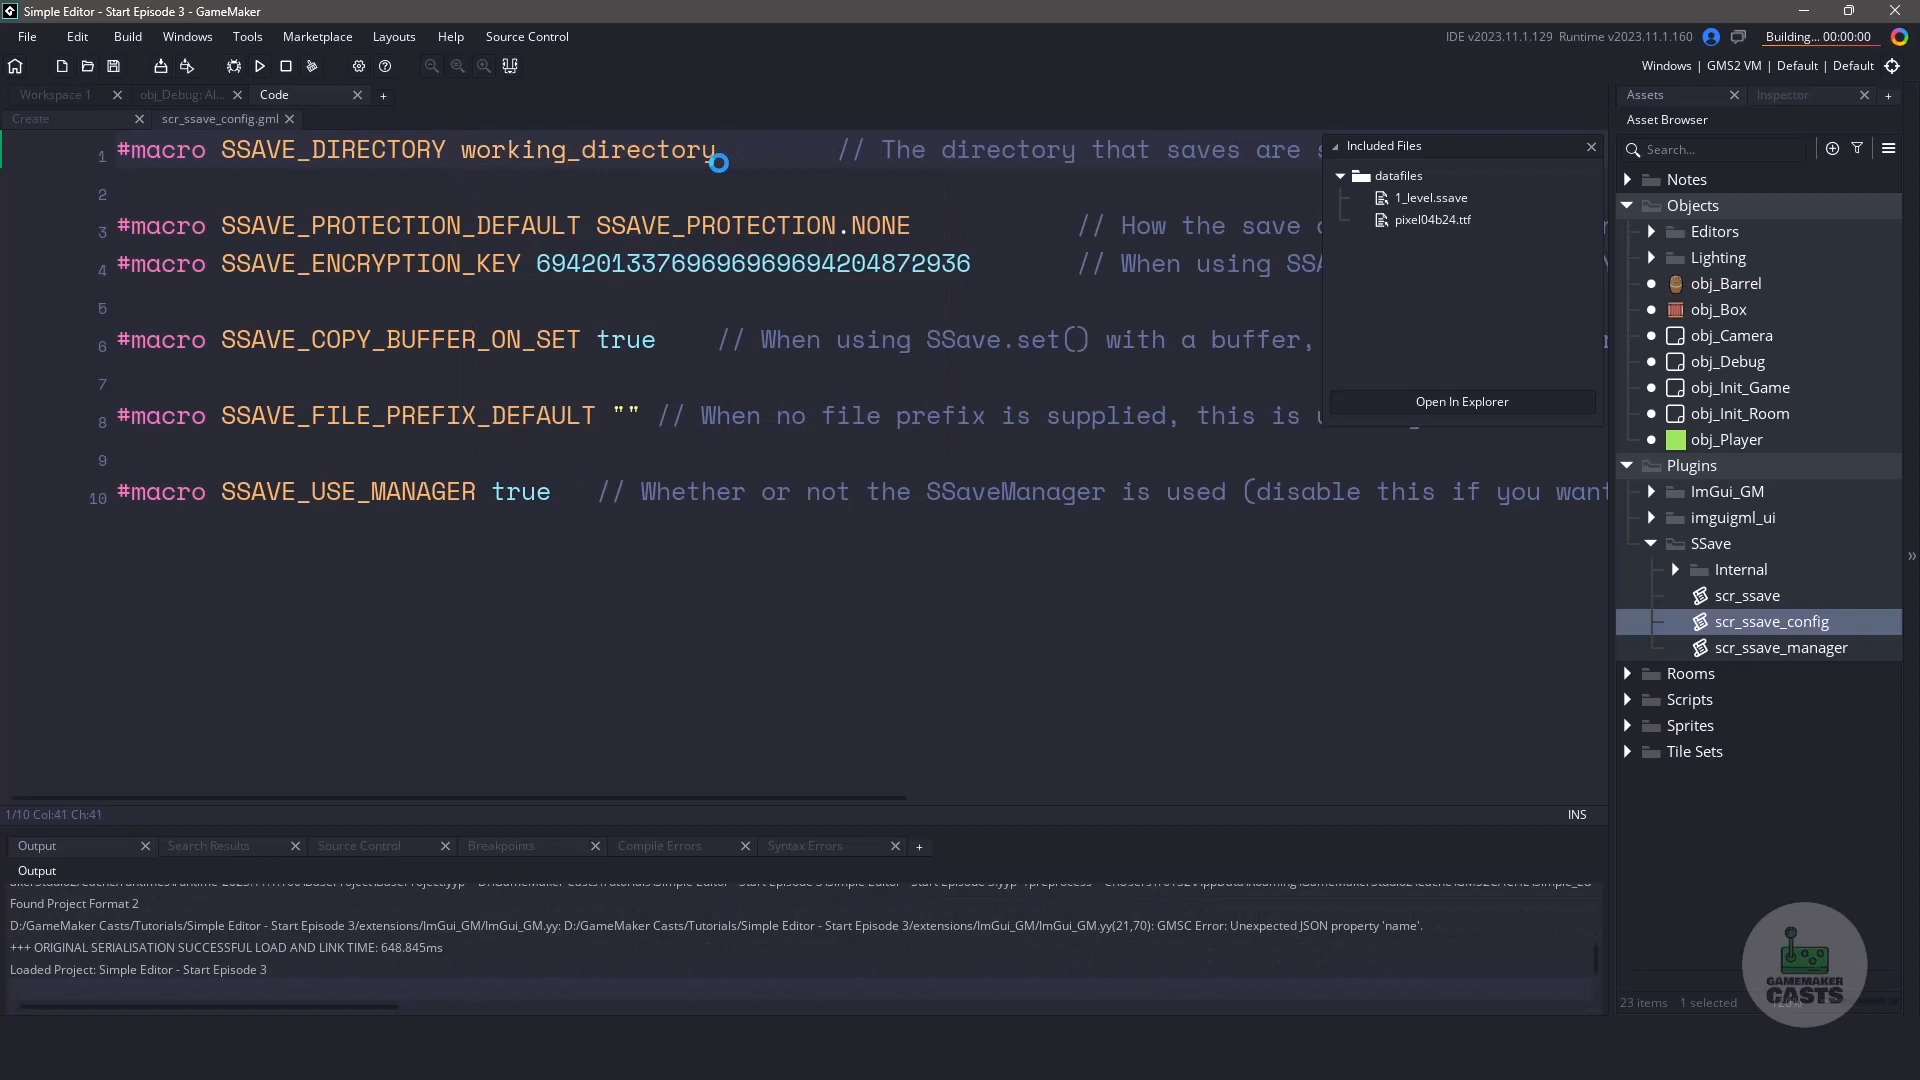 Simple Editor - Start Episode 3 - GameMaker
File Edit Build Windows Tools Marketplace Layouts Help Source Control
IDE v2023.11.1.129 Runtime v2023.11.1.160
Building... 00:00:00
Windows | GMS2 VM | Default | Default
Workspace 1
obj_Debug: Al...
Code
Create
scr_ssave_config.gml
1 #macro SSAVE_DIRECTORY working_directory // The directory that saves are s
2
3 #macro SSAVE_PROTECTION_DEFAULT SSAVE_PROTECTION.NONE // How the save
4 #macro SSAVE_ENCRYPTION_KEY 69420133769696969694204872936 // When using SSA
5
6 #macro SSAVE_COPY_BUFFER_ON_SET true // When using SSave.set() with a buffer,
7
8 #macro SSAVE_FILE_PREFIX_DEFAULT "" // When no file prefix is supplied, this is u
9
10 #macro SSAVE_USE_MANAGER true // Whether or not the SSaveManager is used (disable this if you want
Included Files
datafiles
1_level.ssave
pixel04b24.ttf
Open In Explorer
1/10 Col:41 Ch:41
INS
Assets
Inspector
Asset Browser
Search...
Notes
Objects
Editors
Lighting
obj_Barrel
obj_Box
obj_Camera
obj_Debug
obj_Init_Game
obj_Init_Room
obj_Player
Plugins
ImGui_GM
imguigml_ui
SSave
Internal
scr_ssave
scr_ssave_config
scr_ssave_manager
Rooms
Scripts
Sprites
Tile Sets
23 items 1 selected
Output
Search Results
Source Control
Breakpoints
Compile Errors
Syntax Errors
Output
Found Project Format 2
D:/GameMaker Casts/Tutorials/Simple Editor - Start Episode 3/extensions/ImGui_GM/ImGui_GM.yy: D:/GameMaker Casts/Tutorials/Simple Editor - Start Episode 3/extensions/ImGui_GM/ImGui_GM.yy(21,70): GMSC Error: Unexpected JSON property 'name'.
+++ ORIGINAL SERIALISATION SUCCESSFUL LOAD AND LINK TIME: 648.845ms
Loaded Project: Simple Editor - Start Episode 3
GAMEMAKER
CASTS